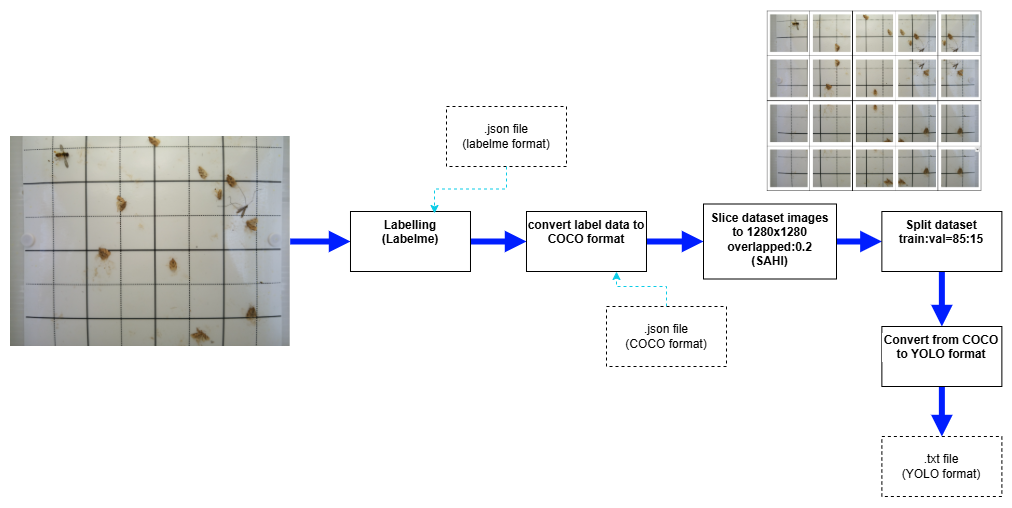 .json file
(labelme format)
Labelling
(Labelme)
convert label data to
COCO format
Slice dataset images
to 1280x1280
overlapped:0.2
(SAHI)
Split dataset
train:val=85:15
.json file
(COCO format)
Convert from COCO
to YOLO format
.txt file
(YOLO format)